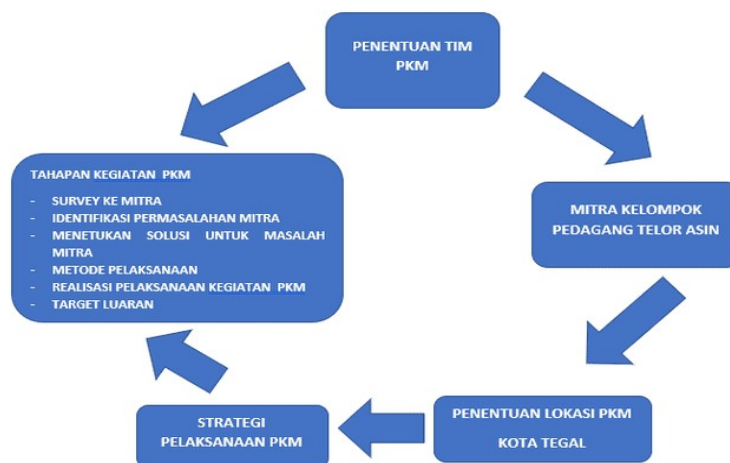 PENENTUAN TIM
PKM
TAHAPAN KEGIATAN PKM
- SURVEY KE MITRA
- IDENTIFIKASI PERMASALAHAN MITRA
- MENETUKAN SOLUSI UNTUK MASALAH
MITRA
- METODE PELAKSANAAN
- REALISASI PELAKSANAAN KEGIATAN PKM
- TARGET LUARAN
MITRA KELOMPOK
PEDAGANG TELOR ASIN
STRATEGI
PELAKSANAAN PKM
PENENTUAN LOKASI PKM
KOTA TEGAL